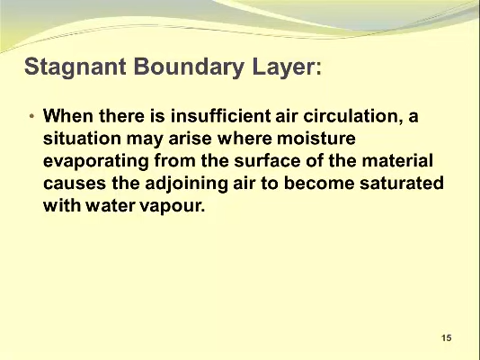 Stagnant Boundary Layer:
• When there is insufficient air circulation, a
situation may arise where moisture
evaporating from the surface of the material
causes the adjoining air to become saturated
with water vapour.
15